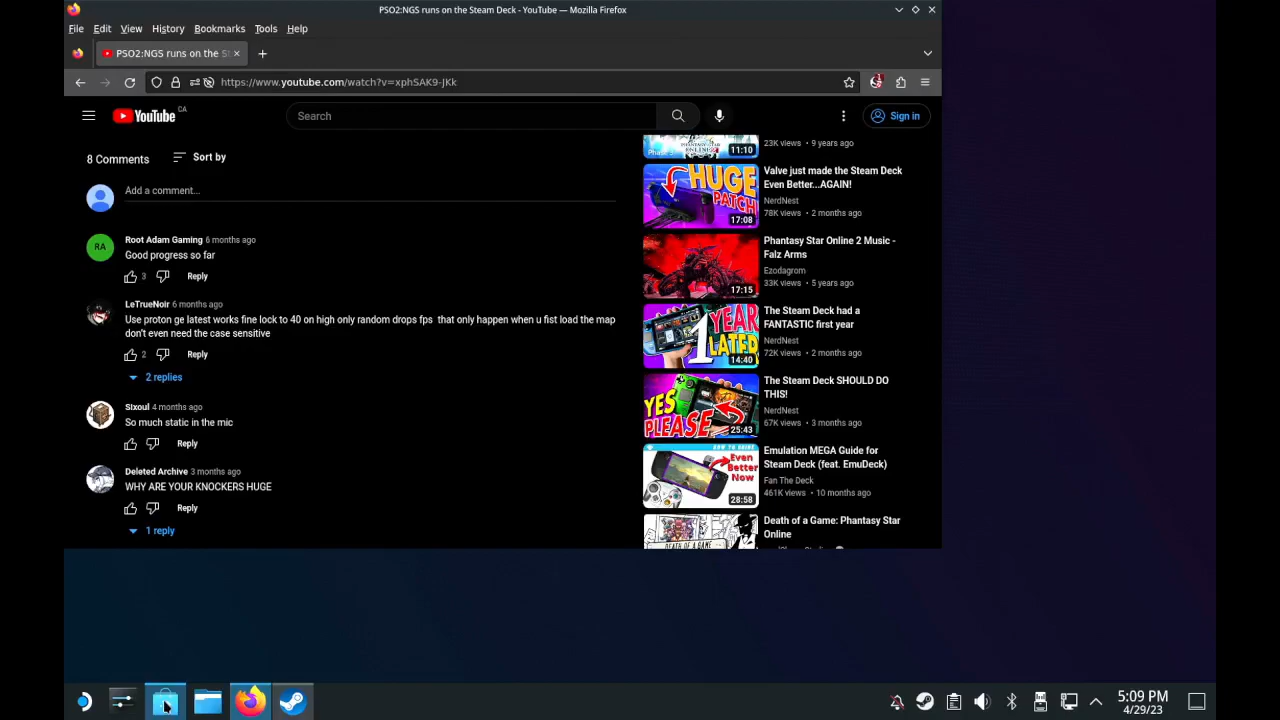 PSO2:NGS runs on the Steam Deck - YouTube — Mozilla Firefox
File Edit View History Bookmarks Tools Help
PSO2:NGS runs on the St
https://www.youtube.com/watch?v=xphSAK9-JKk
YouTube CA
Search
Sign in
8 Comments Sort by
Add a comment...
RA
Root Adam Gaming 6 months ago
Good progress so far
3 Reply
LeTrueNoir 6 months ago
Use proton ge latest works fine lock to 40 on high only random drops fps that only happen when u fist load the map
don't even need the case sensitive
2 Reply
2 replies
Sixoul 4 months ago
So much static in the mic
Reply
Deleted Archive 3 months ago
WHY ARE YOUR KNOCKERS HUGE
Reply
1 reply
PHANTASY STAR
ONLINE 2
11:10
23K views • 9 years ago
HUGE
PATCH
17:08
Valve just made the Steam Deck
Even Better...AGAIN!
NerdNest
78K views • 2 months ago
17:15
Phantasy Star Online 2 Music -
Falz Arms
Ezodagrom
33K views • 5 years ago
1 YEAR
LATER
14:40
The Steam Deck had a
FANTASTIC first year
NerdNest
72K views • 2 months ago
YES
PLEASE
25:43
The Steam Deck SHOULD DO
THIS!
NerdNest
67K views • 3 months ago
Even
Better
Now
28:58
Emulation MEGA Guide for
Steam Deck (feat. EmuDeck)
Fan The Deck
461K views • 10 months ago
DEATH OF A GAME:
Death of a Game: Phantasy Star
Online
5:09 PM
4/29/23